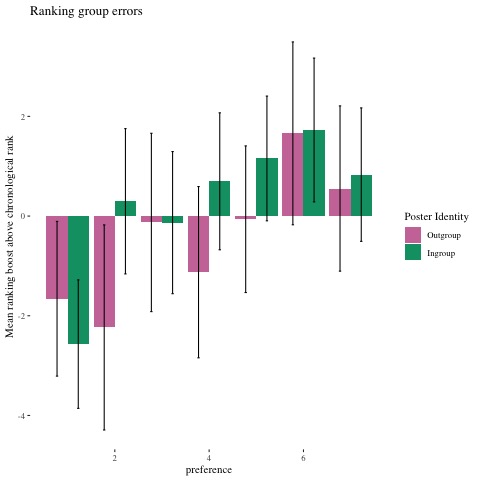 Ranking group errors
Mean ranking boost above chronological rank
2
0
-2
-4
2
4
6
preference
Poster Identity
Outgroup
Ingroup